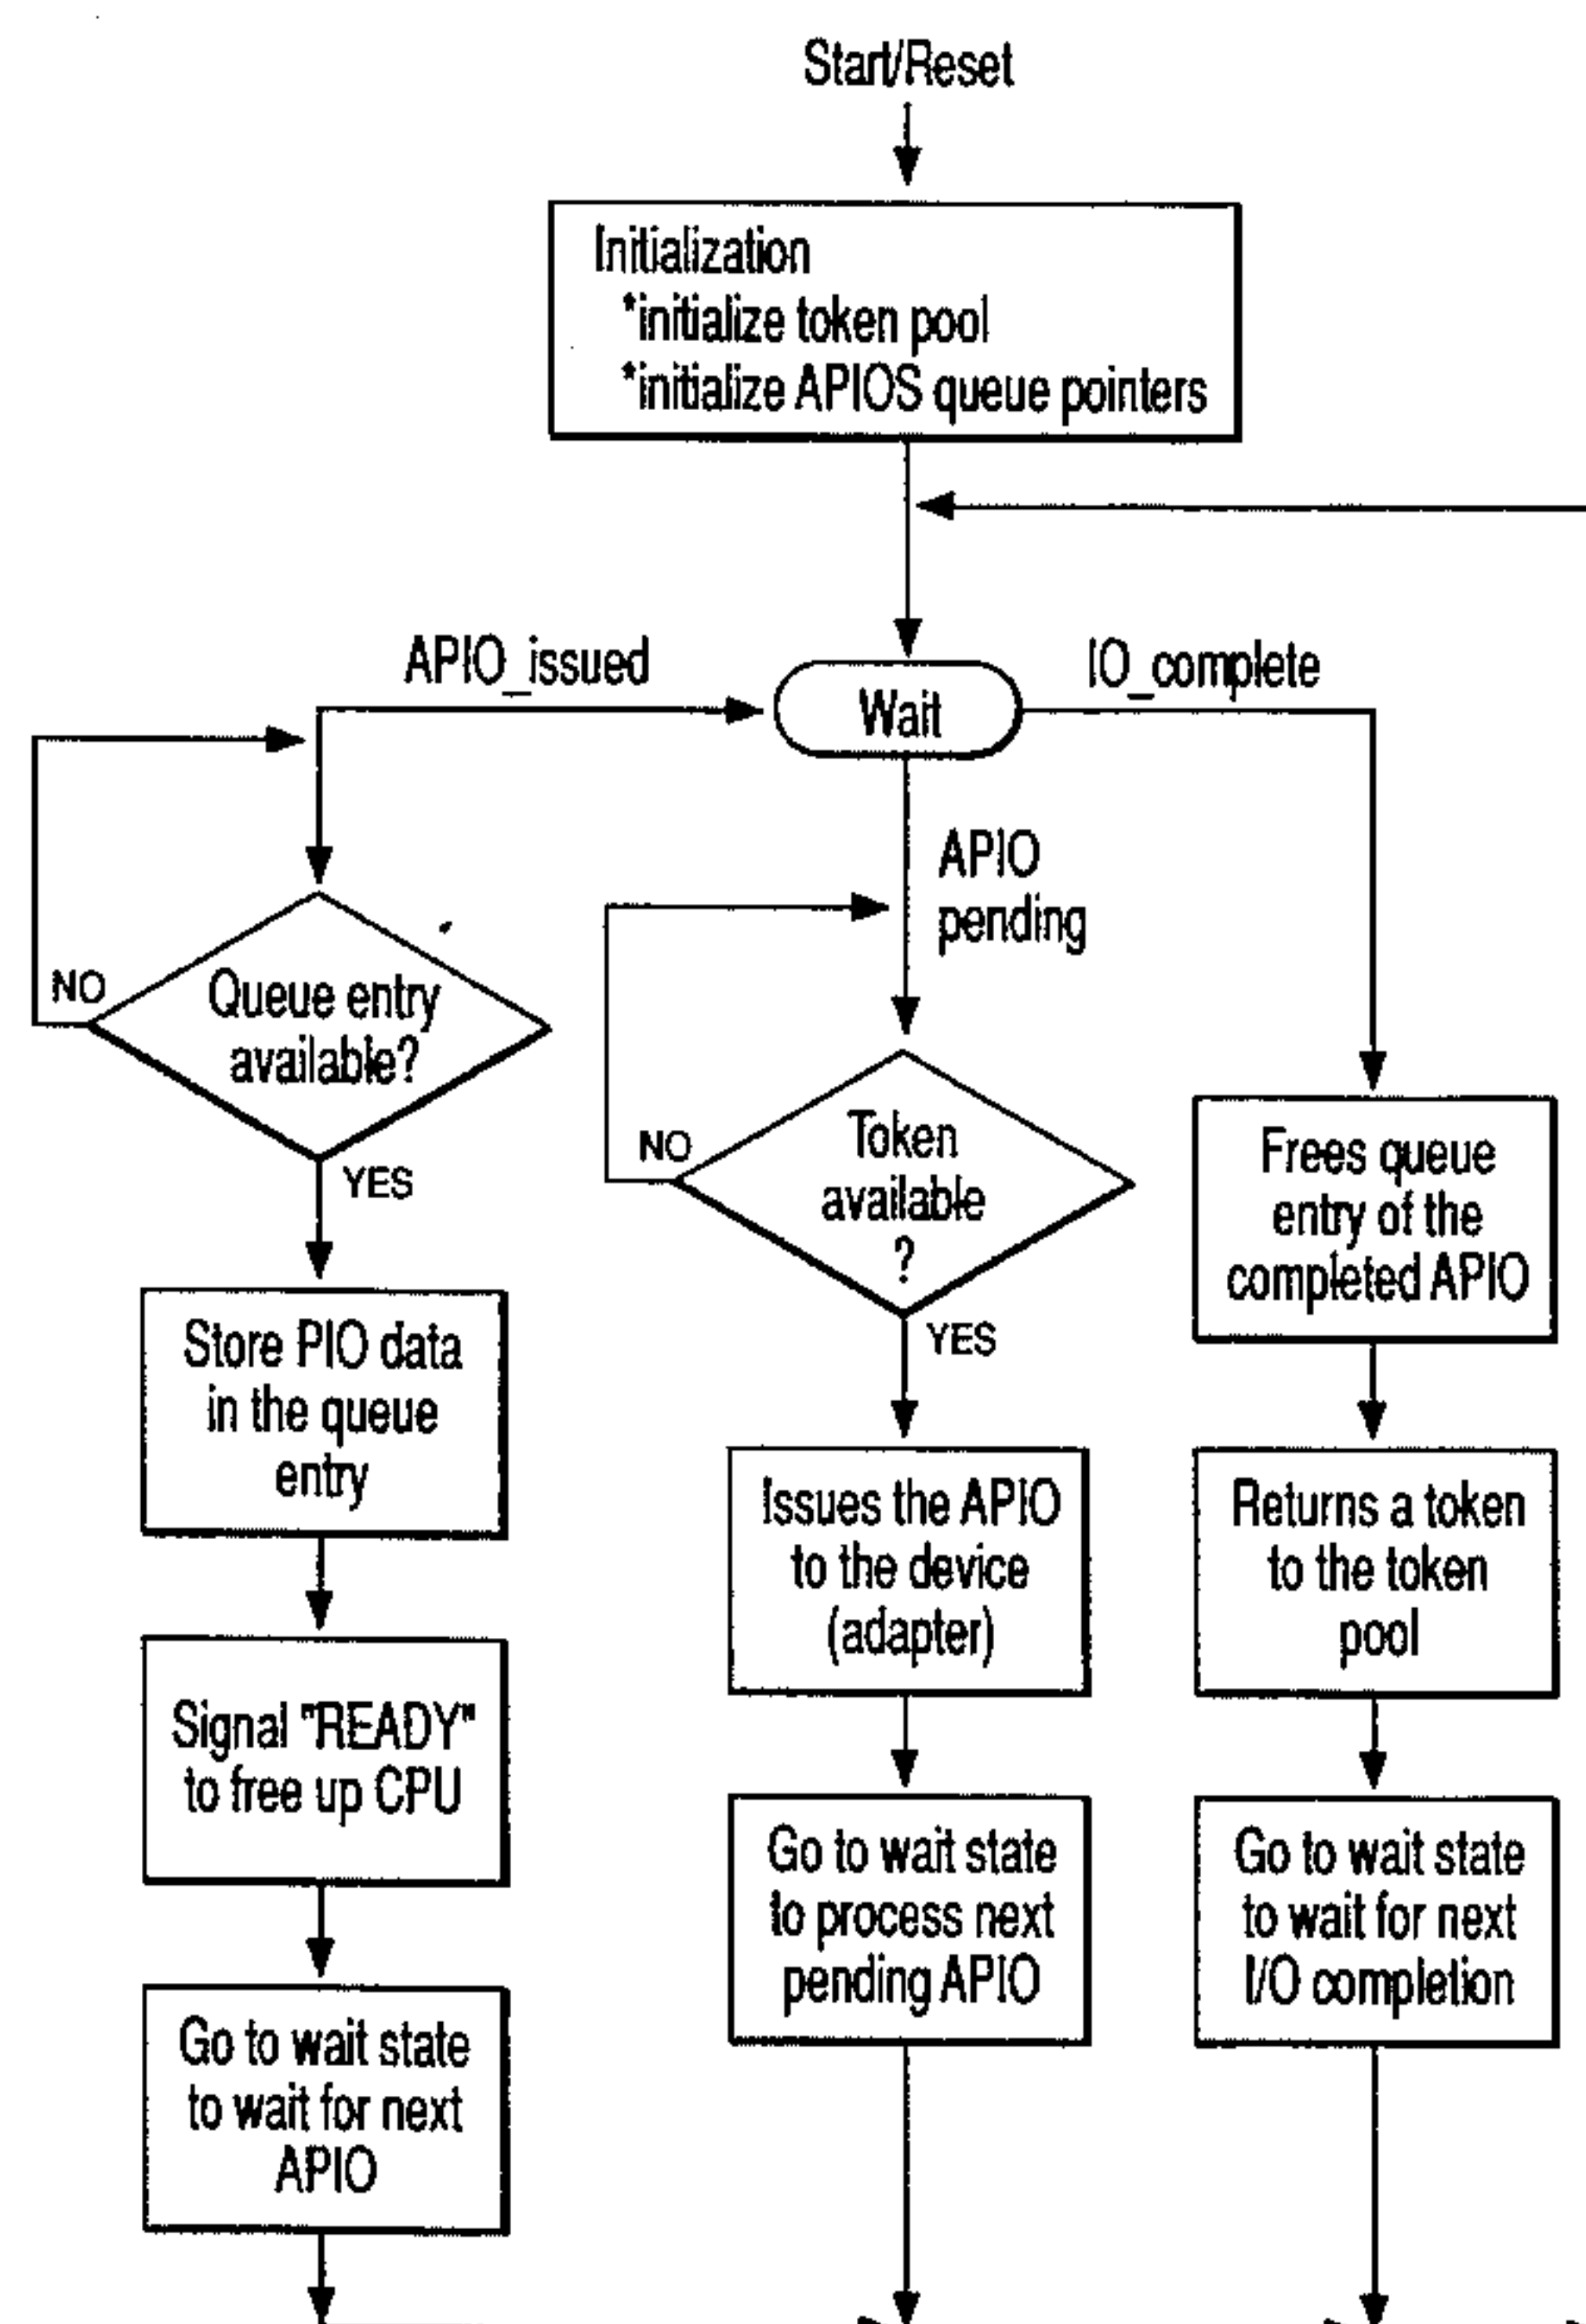 Start/Reset
Initialization
*initialize token pool
*initialize APIOS queue pointers
APIO_issued
Wait
IO_complete
APIO
pending
NO
Queue entry
available?
YES
Store PIO data
in the queue
entry
Signal "READY"
to free up CPU
Go to wait state
to wait for next
APIO
NO
Token
available
?
YES
Issues the APIO
to the device
(adapter)
Go to wait state
to process next
pending APIO
Frees queue
entry of the
completed APIO
Returns a token
to the token
pool
Go to wait state
to wait for next
I/O completion